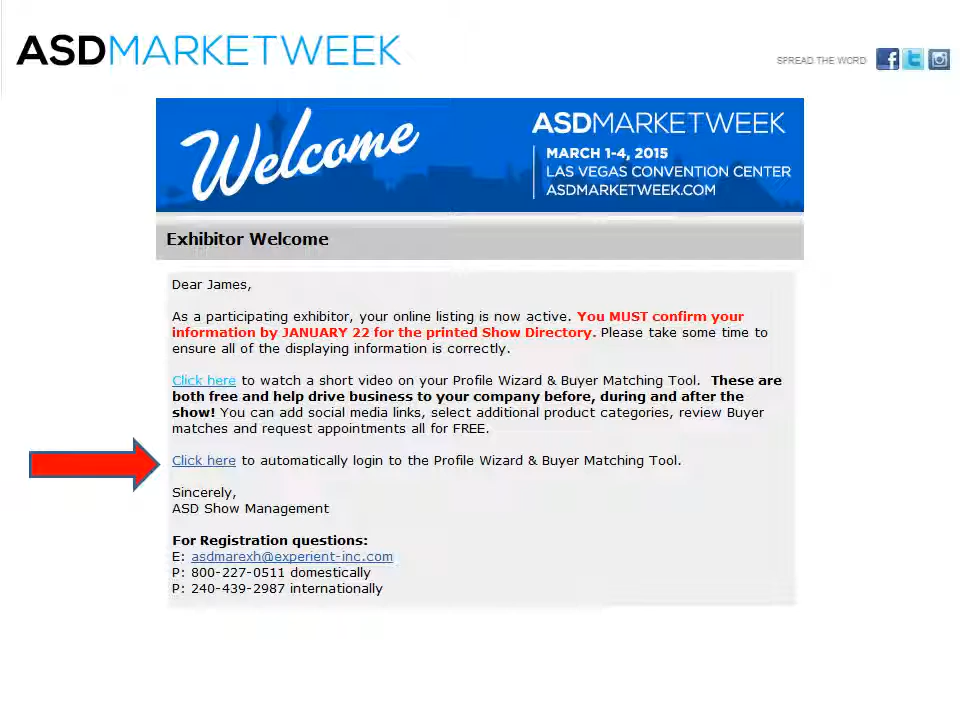 ASDMARKETWEEK
SPREAD THE WORD
Welcome
ASDMARKETWEEK
MARCH 1-4, 2015
LAS VEGAS CONVENTION CENTER
ASDMARKETWEEK.COM
Exhibitor Welcome
Dear James,
As a participating exhibitor, your online listing is now active. You MUST confirm your
information by JANUARY 22 for the printed Show Directory. Please take some time to
ensure all of the displaying information is correctly.
Click here to watch a short video on your Profile Wizard & Buyer Matching Tool. These are
both free and help drive business to your company before, during and after the
show! You can add social media links, select additional product categories, review Buyer
matches and request appointments all for FREE.
Click here to automatically login to the Profile Wizard & Buyer Matching Tool.
Sincerely,
ASD Show Management
For Registration questions:
E: asdmarexh@experient-inc.com
P: 800-227-0511 domestically
P: 240-439-2987 internationally